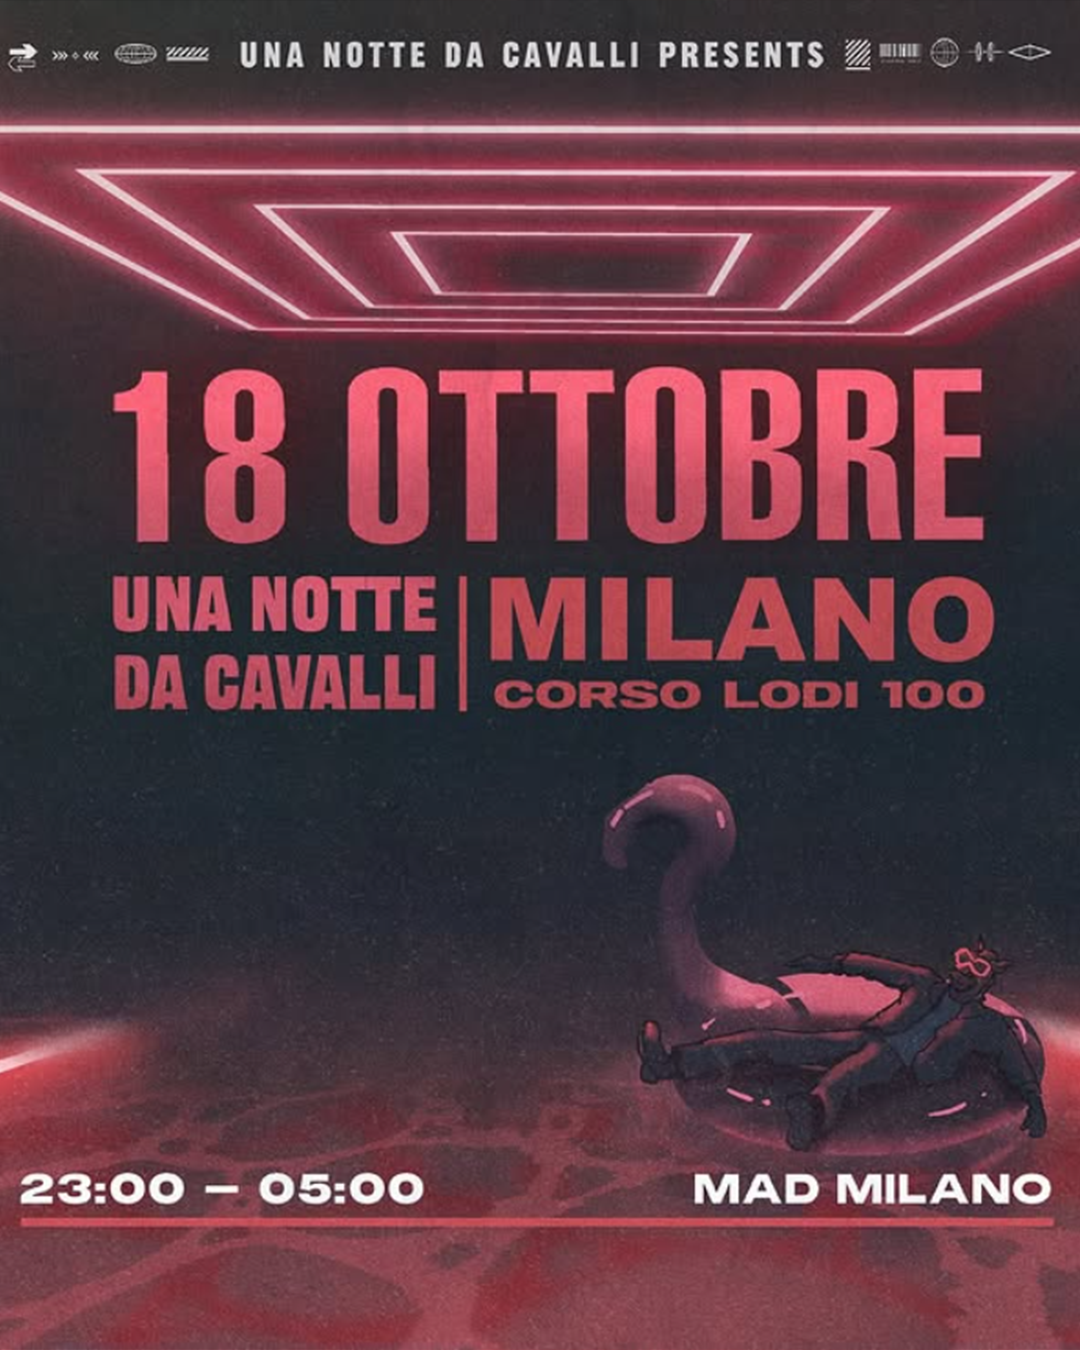 UNA NOTTE DA CAVALLI PRESENTS
18 OTTOBRE
UNA NOTTE
DA CAVALLI
MILANO
CORSO LODI 100
23:00 – 05:00
MAD MILANO